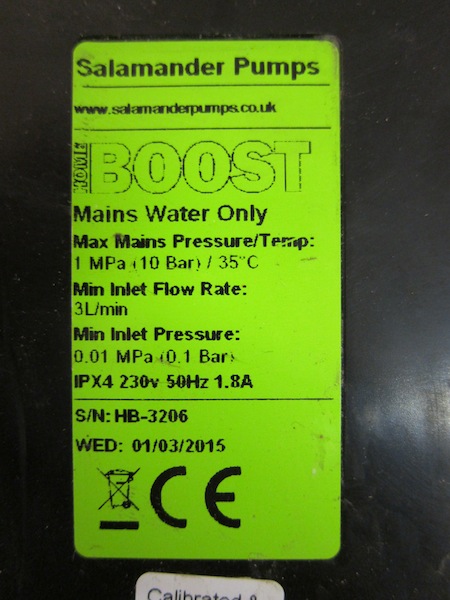 Salamander Pumps
www.salamanderpumps.co.uk
HOME BOOST
Mains Water Only
Max Mains Pressure/Temp:
1 MPa (10 Bar) / 35°C
Min Inlet Flow Rate:
3L/min
Min Inlet Pressure:
0.01 MPa (0.1 Bar)
IPX4 230v 50Hz 1.8A
S/N: HB-3206
WED: 01/03/2015
CE
Calibrated &